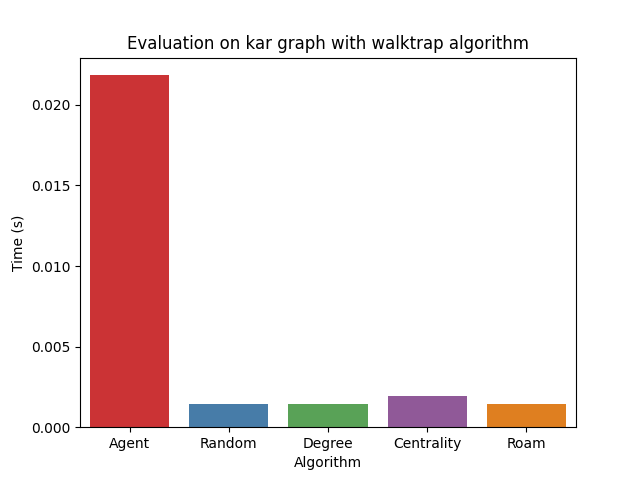 Evaluation on kar graph with walktrap algorithm
0.020
0.015
0.010
0.005
0.000
Time (s)
Agent Random Degree Centrality Roam
Algorithm